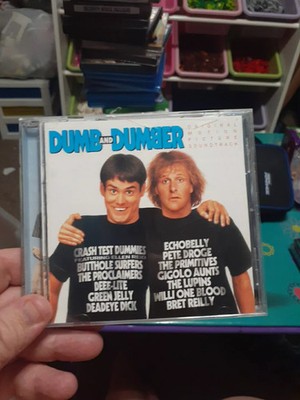 DUMB AND DUMBER
ORIGINAL
MOTION
PICTURE
SOUNDTRACK
CRASH TEST DUMMIES
FEATURING ELLEN REID
BUTTHOLE SURFERS
THE PROCLAIMERS
DEEE-LITE
GREEN JELLY
DEADEYE DICK
ECHOBELLY
PETE DROGE
THE PRIMITIVES
GIGOLO AUNTS
THE LUPINS
WILLI ONE BLOOD
BRET REILLY